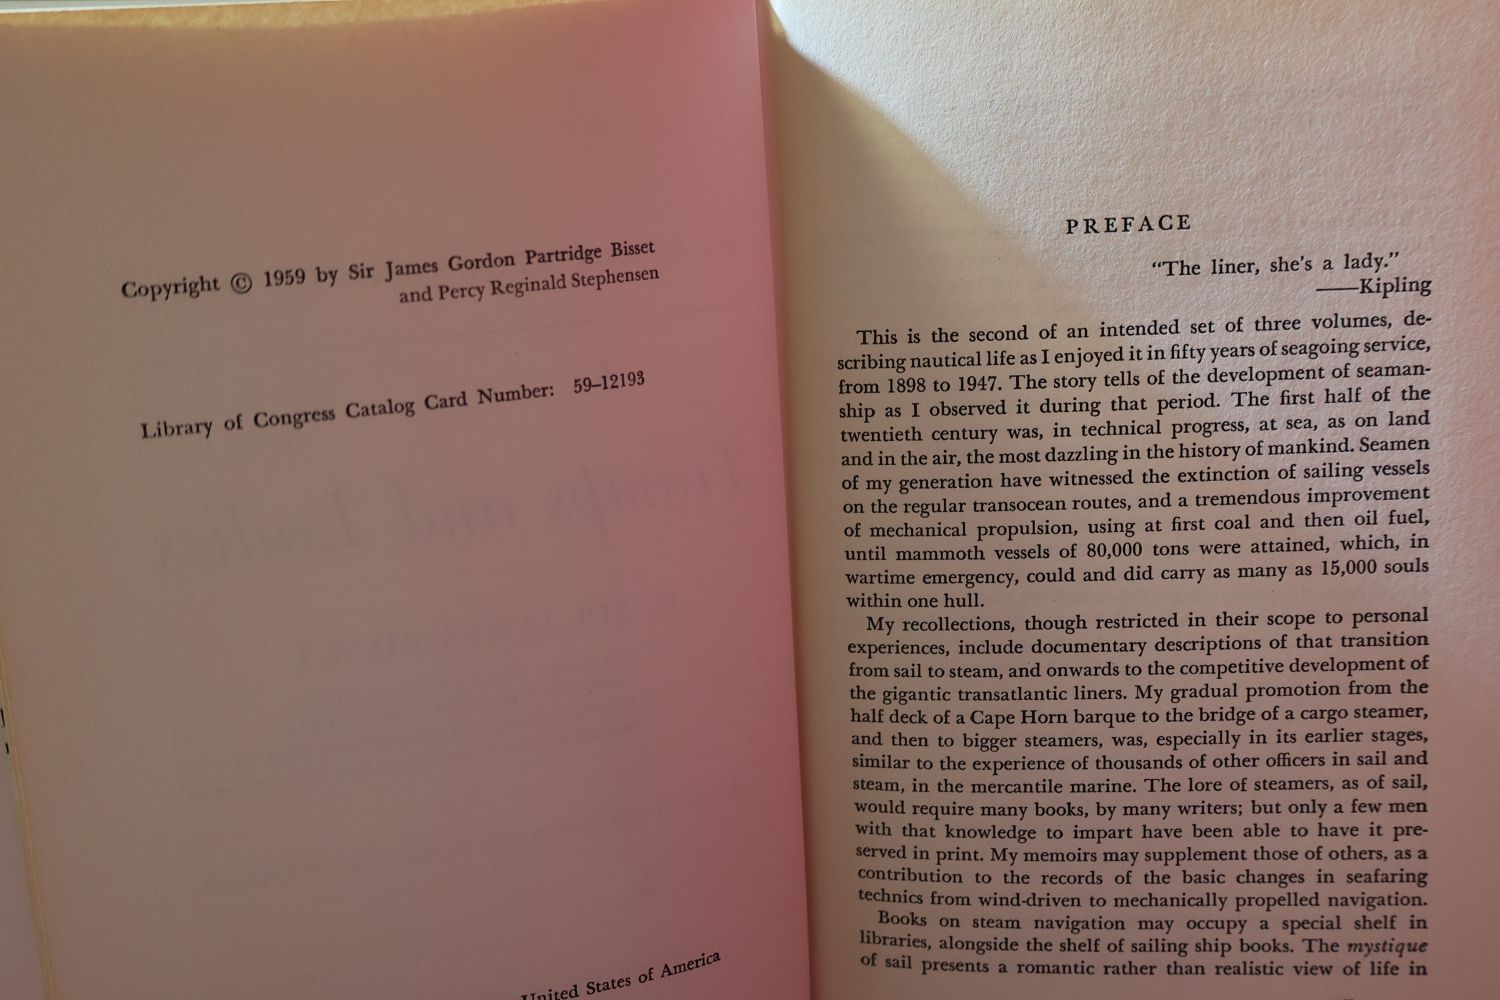 Copyright © 1959 by Sir James Gordon Partridge Bisset
and Percy Reginald Stephensen
Library of Congress Catalog Card Number: 59–12193
United States of America
PREFACE
“The liner, she’s a lady.”
——Kipling
This is the second of an intended set of three volumes, de-
scribing nautical life as I enjoyed it in fifty years of seagoing service,
from 1898 to 1947. The story tells of the development of seaman-
ship as I observed it during that period. The first half of the
twentieth century was, in technical progress, at sea, as on land
and in the air, the most dazzling in the history of mankind. Seamen
of my generation have witnessed the extinction of sailing vessels
on the regular transocean routes, and a tremendous improvement
of mechanical propulsion, using at first coal and then oil fuel,
until mammoth vessels of 80,000 tons were attained, which, in
wartime emergency, could and did carry as many as 15,000 souls
within one hull.
My recollections, though restricted in their scope to personal
experiences, include documentary descriptions of that transition
from sail to steam, and onwards to the competitive development of
the gigantic transatlantic liners. My gradual promotion from the
half deck of a Cape Horn barque to the bridge of a cargo steamer,
and then to bigger steamers, was, especially in its earlier stages,
similar to the experience of thousands of other officers in sail and
steam, in the mercantile marine. The lore of steamers, as of sail,
would require many books, by many writers; but only a few men
with that knowledge to impart have been able to have it pre-
served in print. My memoirs may supplement those of others, as a
contribution to the records of the basic changes in seafaring
technics from wind-driven to mechanically propelled navigation.
Books on steam navigation may occupy a special shelf in
libraries, alongside the shelf of sailing ship books. The mystique
of sail presents a romantic rather than realistic view of life in